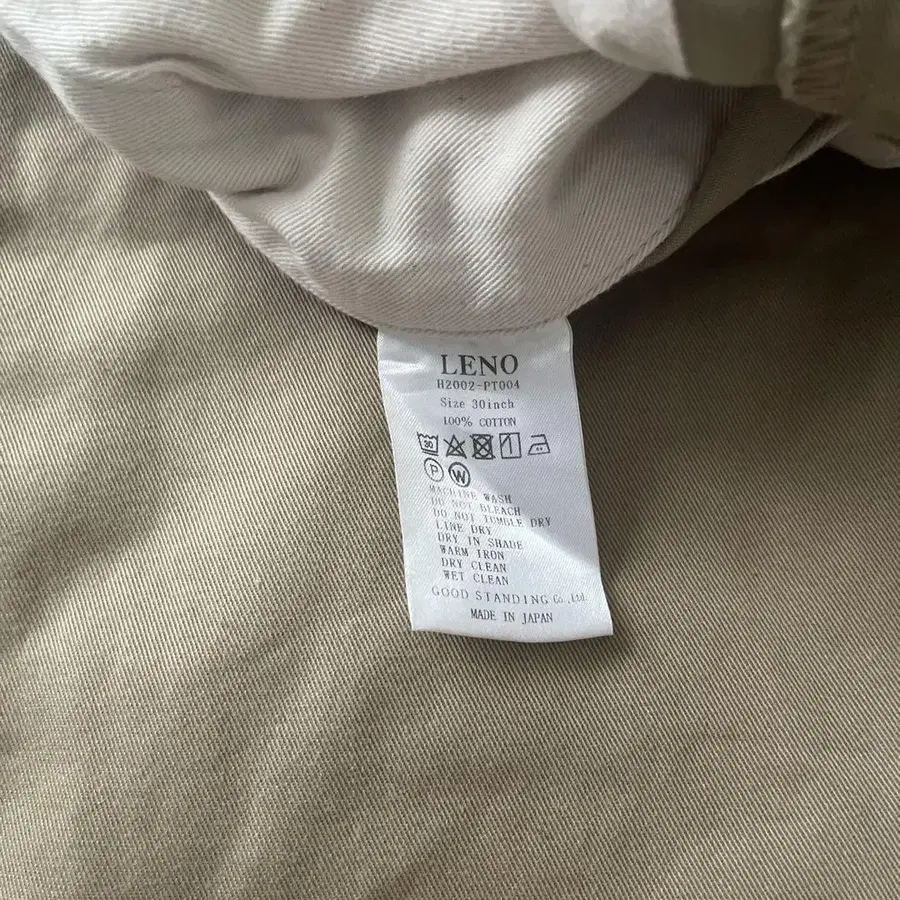 LENO
H2002-PT004
Size 30inch
100% COTTON
30
P W
MACHINE WASH
DO NOT BLEACH
DO NOT TUMBLE DRY
LINE DRY
DRY IN SHADE
WARM IRON
DRY CLEAN
WET CLEAN
GOOD STANDING Co.,Ltd.
MADE IN JAPAN